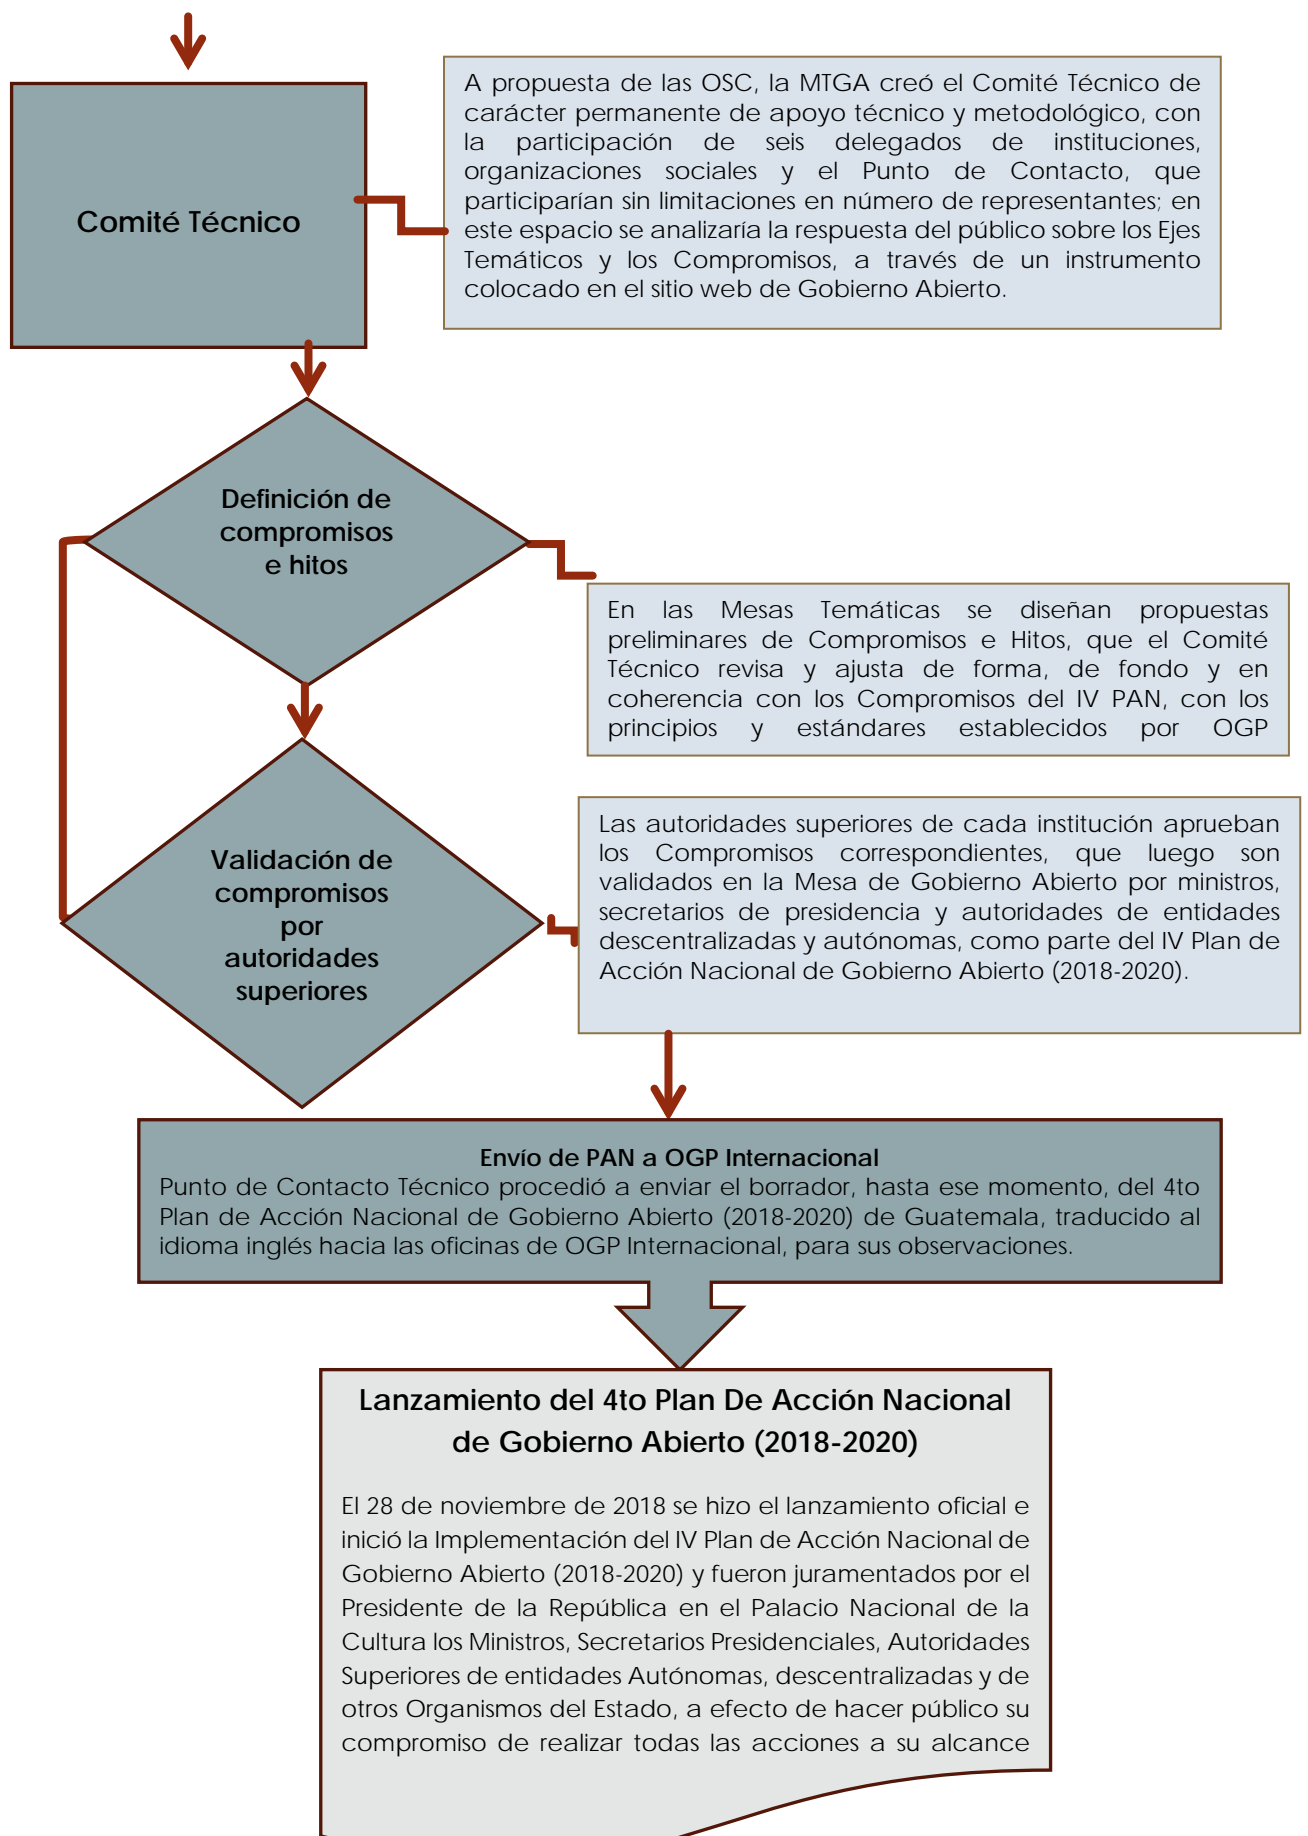 Comité Técnico
A propuesta de las OSC, la MTGA creó el Comité Técnico de
carácter permanente de apoyo técnico y metodológico, con
la participación de seis delegados de instituciones,
organizaciones sociales y el Punto de Contacto, que
participarían sin limitaciones en número de representantes; en
este espacio se analizaría la respuesta del público sobre los Ejes
Temáticos y los Compromisos, a través de un instrumento
colocado en el sitio web de Gobierno Abierto.
Definición de
compromisos
e hitos
En las Mesas Temáticas se diseñan propuestas
preliminares de Compromisos e Hitos, que el Comité
Técnico revisa y ajusta de forma, de fondo y en
coherencia con los Compromisos del IV PAN, con los
principios y estándares establecidos por OGP
Validación de
compromisos
por
autoridades
superiores
Las autoridades superiores de cada institución aprueban
los Compromisos correspondientes, que luego son
validados en la Mesa de Gobierno Abierto por ministros,
secretarios de presidencia y autoridades de entidades
descentralizadas y autónomas, como parte del IV Plan de
Acción Nacional de Gobierno Abierto (2018-2020).
Envío de PAN a OGP Internacional
Punto de Contacto Técnico procedió a enviar el borrador, hasta ese momento, del 4to
Plan de Acción Nacional de Gobierno Abierto (2018-2020) de Guatemala, traducido al
idioma inglés hacia las oficinas de OGP Internacional, para sus observaciones.
Lanzamiento del 4to Plan De Acción Nacional
de Gobierno Abierto (2018-2020)
El 28 de noviembre de 2018 se hizo el lanzamiento oficial e
inició la Implementación del IV Plan de Acción Nacional de
Gobierno Abierto (2018-2020) y fueron juramentados por el
Presidente de la República en el Palacio Nacional de la
Cultura los Ministros, Secretarios Presidenciales, Autoridades
Superiores de entidades Autónomas, descentralizadas y de
otros Organismos del Estado, a efecto de hacer público su
compromiso de realizar todas las acciones a su alcance